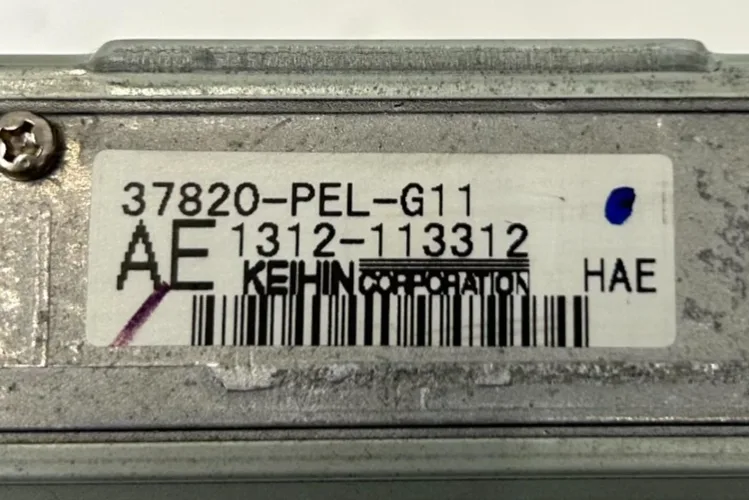 37820-PEL-G11
AE 1312-113312
KEIHIN CORPORATION HAE